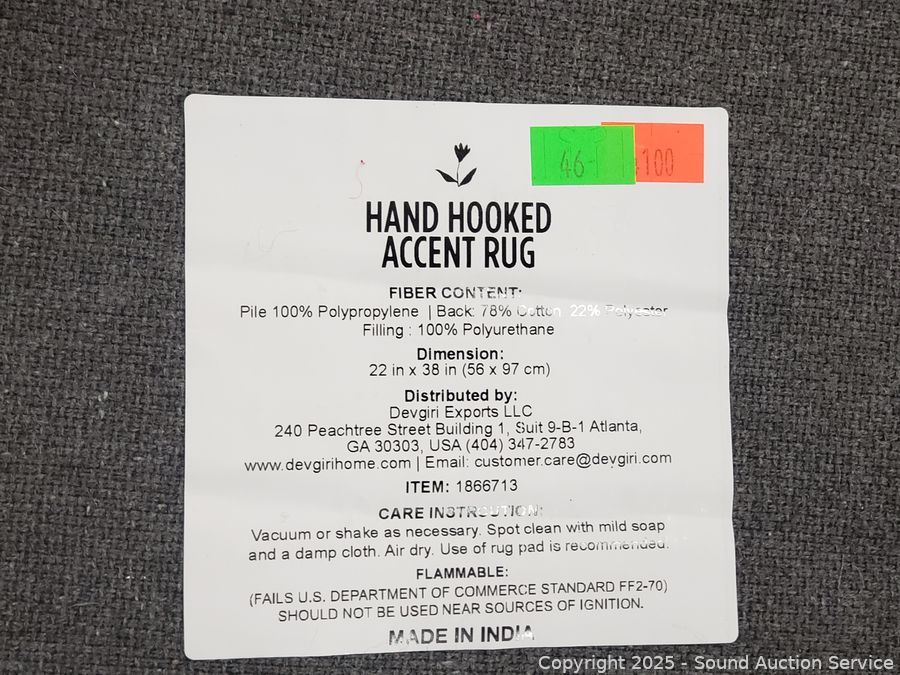 46-
100
HAND HOOKED
ACCENT RUG
FIBER CONTENT:
Pile 100% Polypropylene | Back: 78% Cotton 22% Polyester
Filling : 100% Polyurethane
Dimension:
22 in x 38 in (56 x 97 cm)
Distributed by:
Devgiri Exports LLC
240 Peachtree Street Building 1, Suit 9-B-1 Atlanta,
GA 30303, USA (404) 347-2783
www.devgirihome.com | Email: customer.care@devgiri.com
ITEM: 1866713
CARE INSTRUCTION:
Vacuum or shake as necessary. Spot clean with mild soap
and a damp cloth. Air dry. Use of rug pad is recommended.
FLAMMABLE:
(FAILS U.S. DEPARTMENT OF COMMERCE STANDARD FF2-70)
SHOULD NOT BE USED NEAR SOURCES OF IGNITION.
MADE IN INDIA
Copyright 2025 - Sound Auction Service